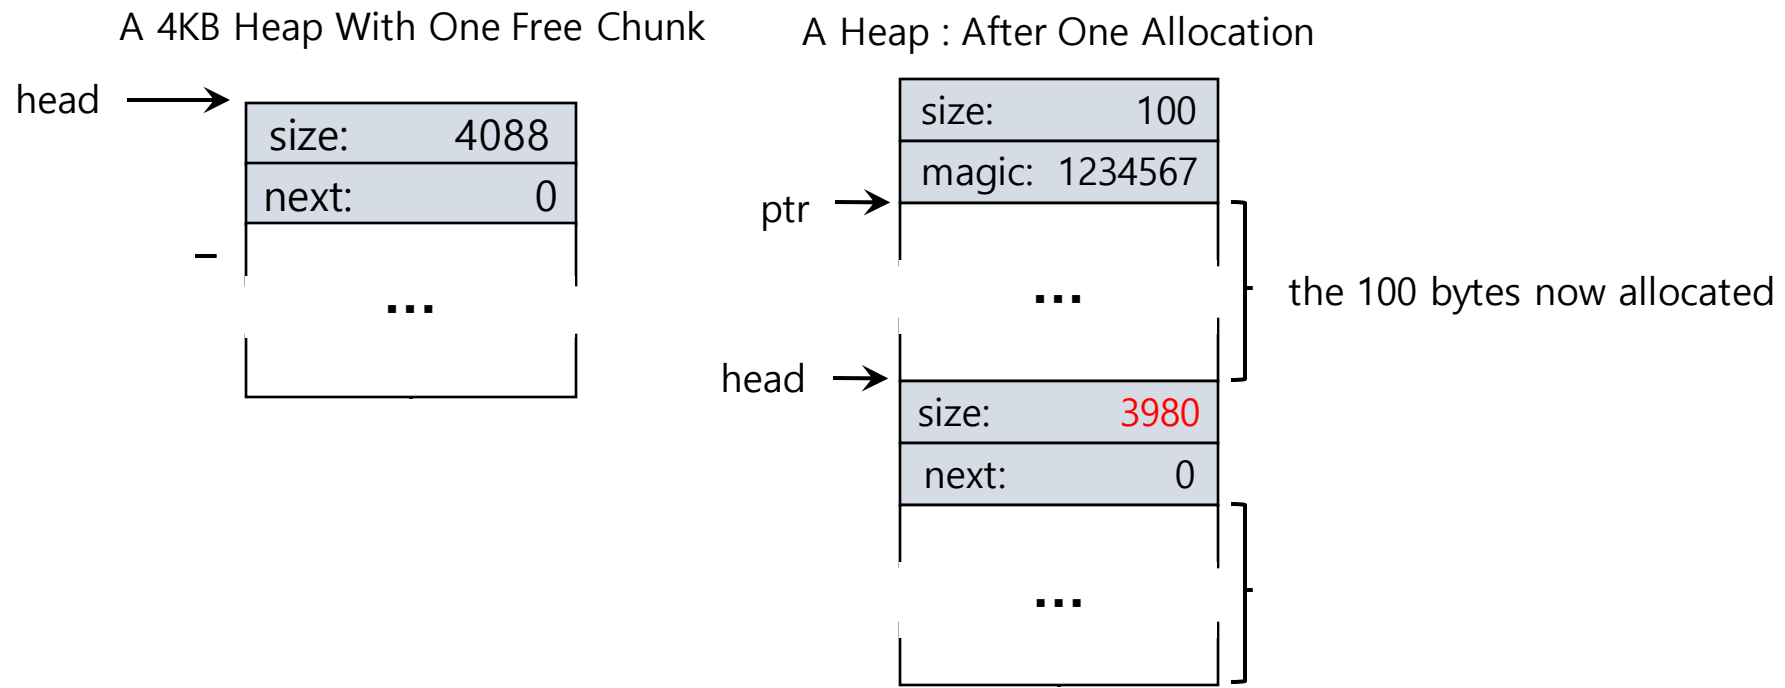 A 4KB Heap With One Free Chunk
head
size: 4088
next: 0
...
A Heap : After One Allocation
size: 100
magic: 1234567
ptr
...
the 100 bytes now allocated
head
size: 3980
next: 0
...